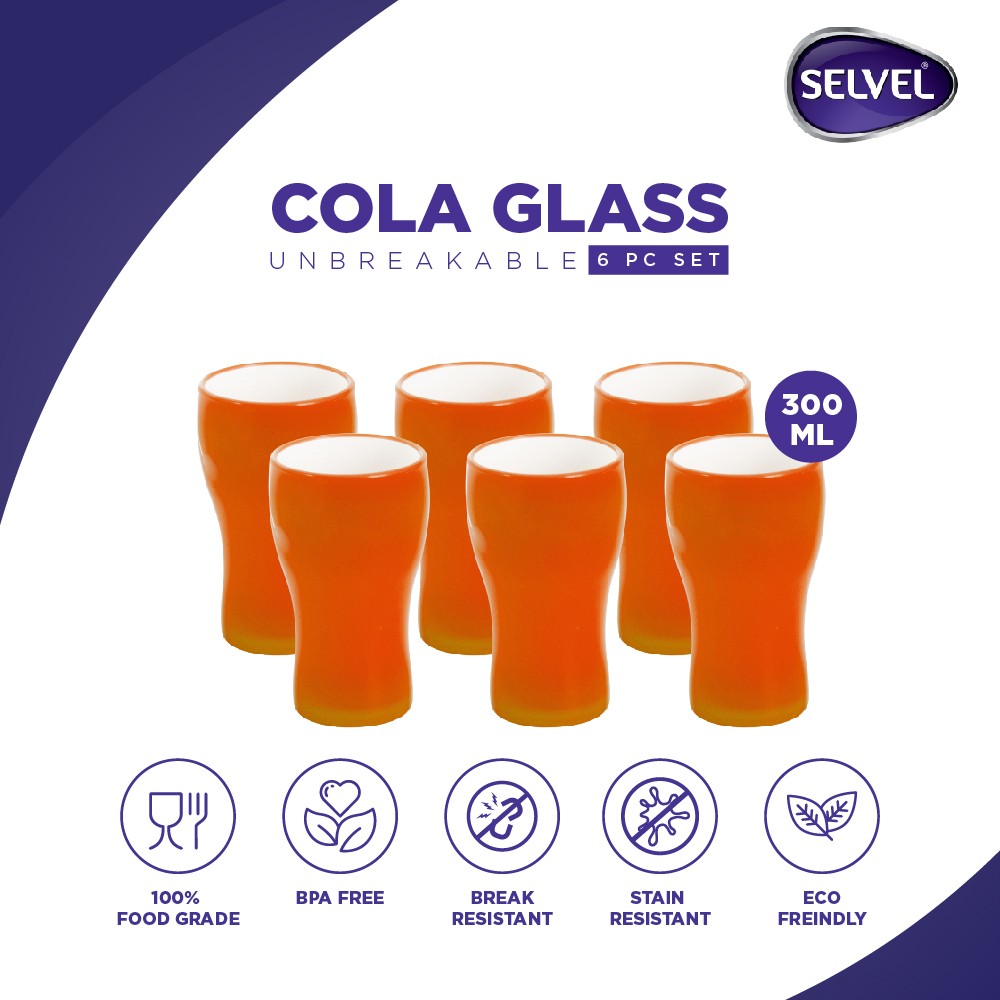 SELVEL®
COLA GLASS
UNBREAKABLE 6 PC SET
300
ML
100%
FOOD GRADE
BPA FREE
BREAK
RESISTANT
STAIN
RESISTANT
ECO
FREINDLY